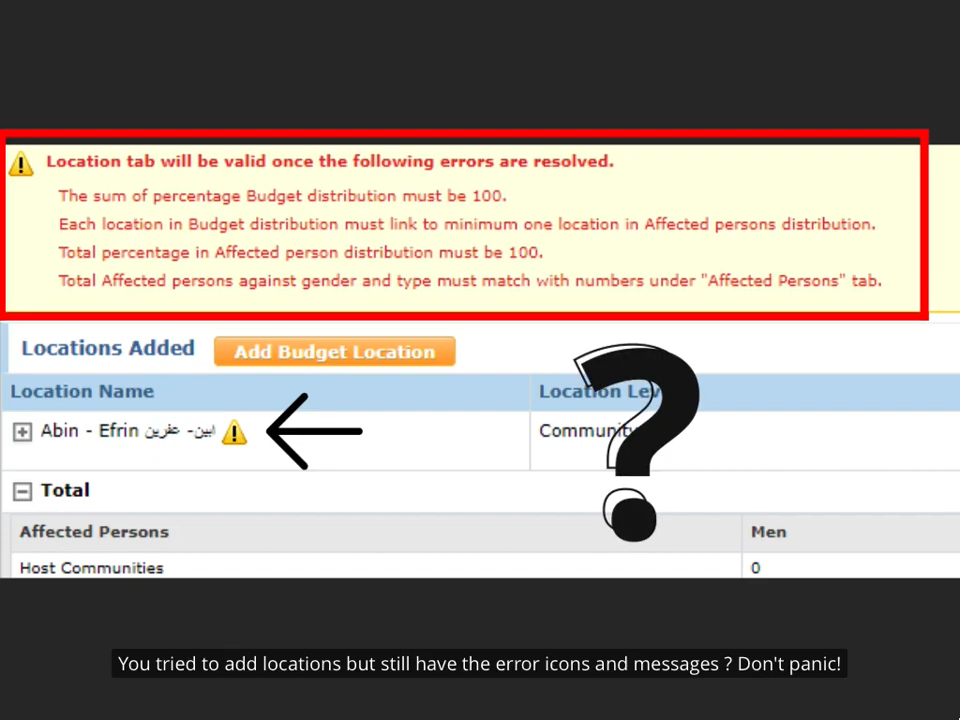 Location tab will be valid once the following errors are resolved.
The sum of percentage Budget distribution must be 100.
Each location in Budget distribution must link to minimum one location in Affected persons distribution.
Total percentage in Affected person distribution must be 100.
Total Affected persons against gender and type must match with numbers under "Affected Persons" tab.
Locations Added Add Budget Location
Location Name Location Lev
Abin - Efrin ابين- عفرين Community
Total
Affected Persons Men
Host Communities 0
?
You tried to add locations but still have the error icons and messages ? Don't panic!